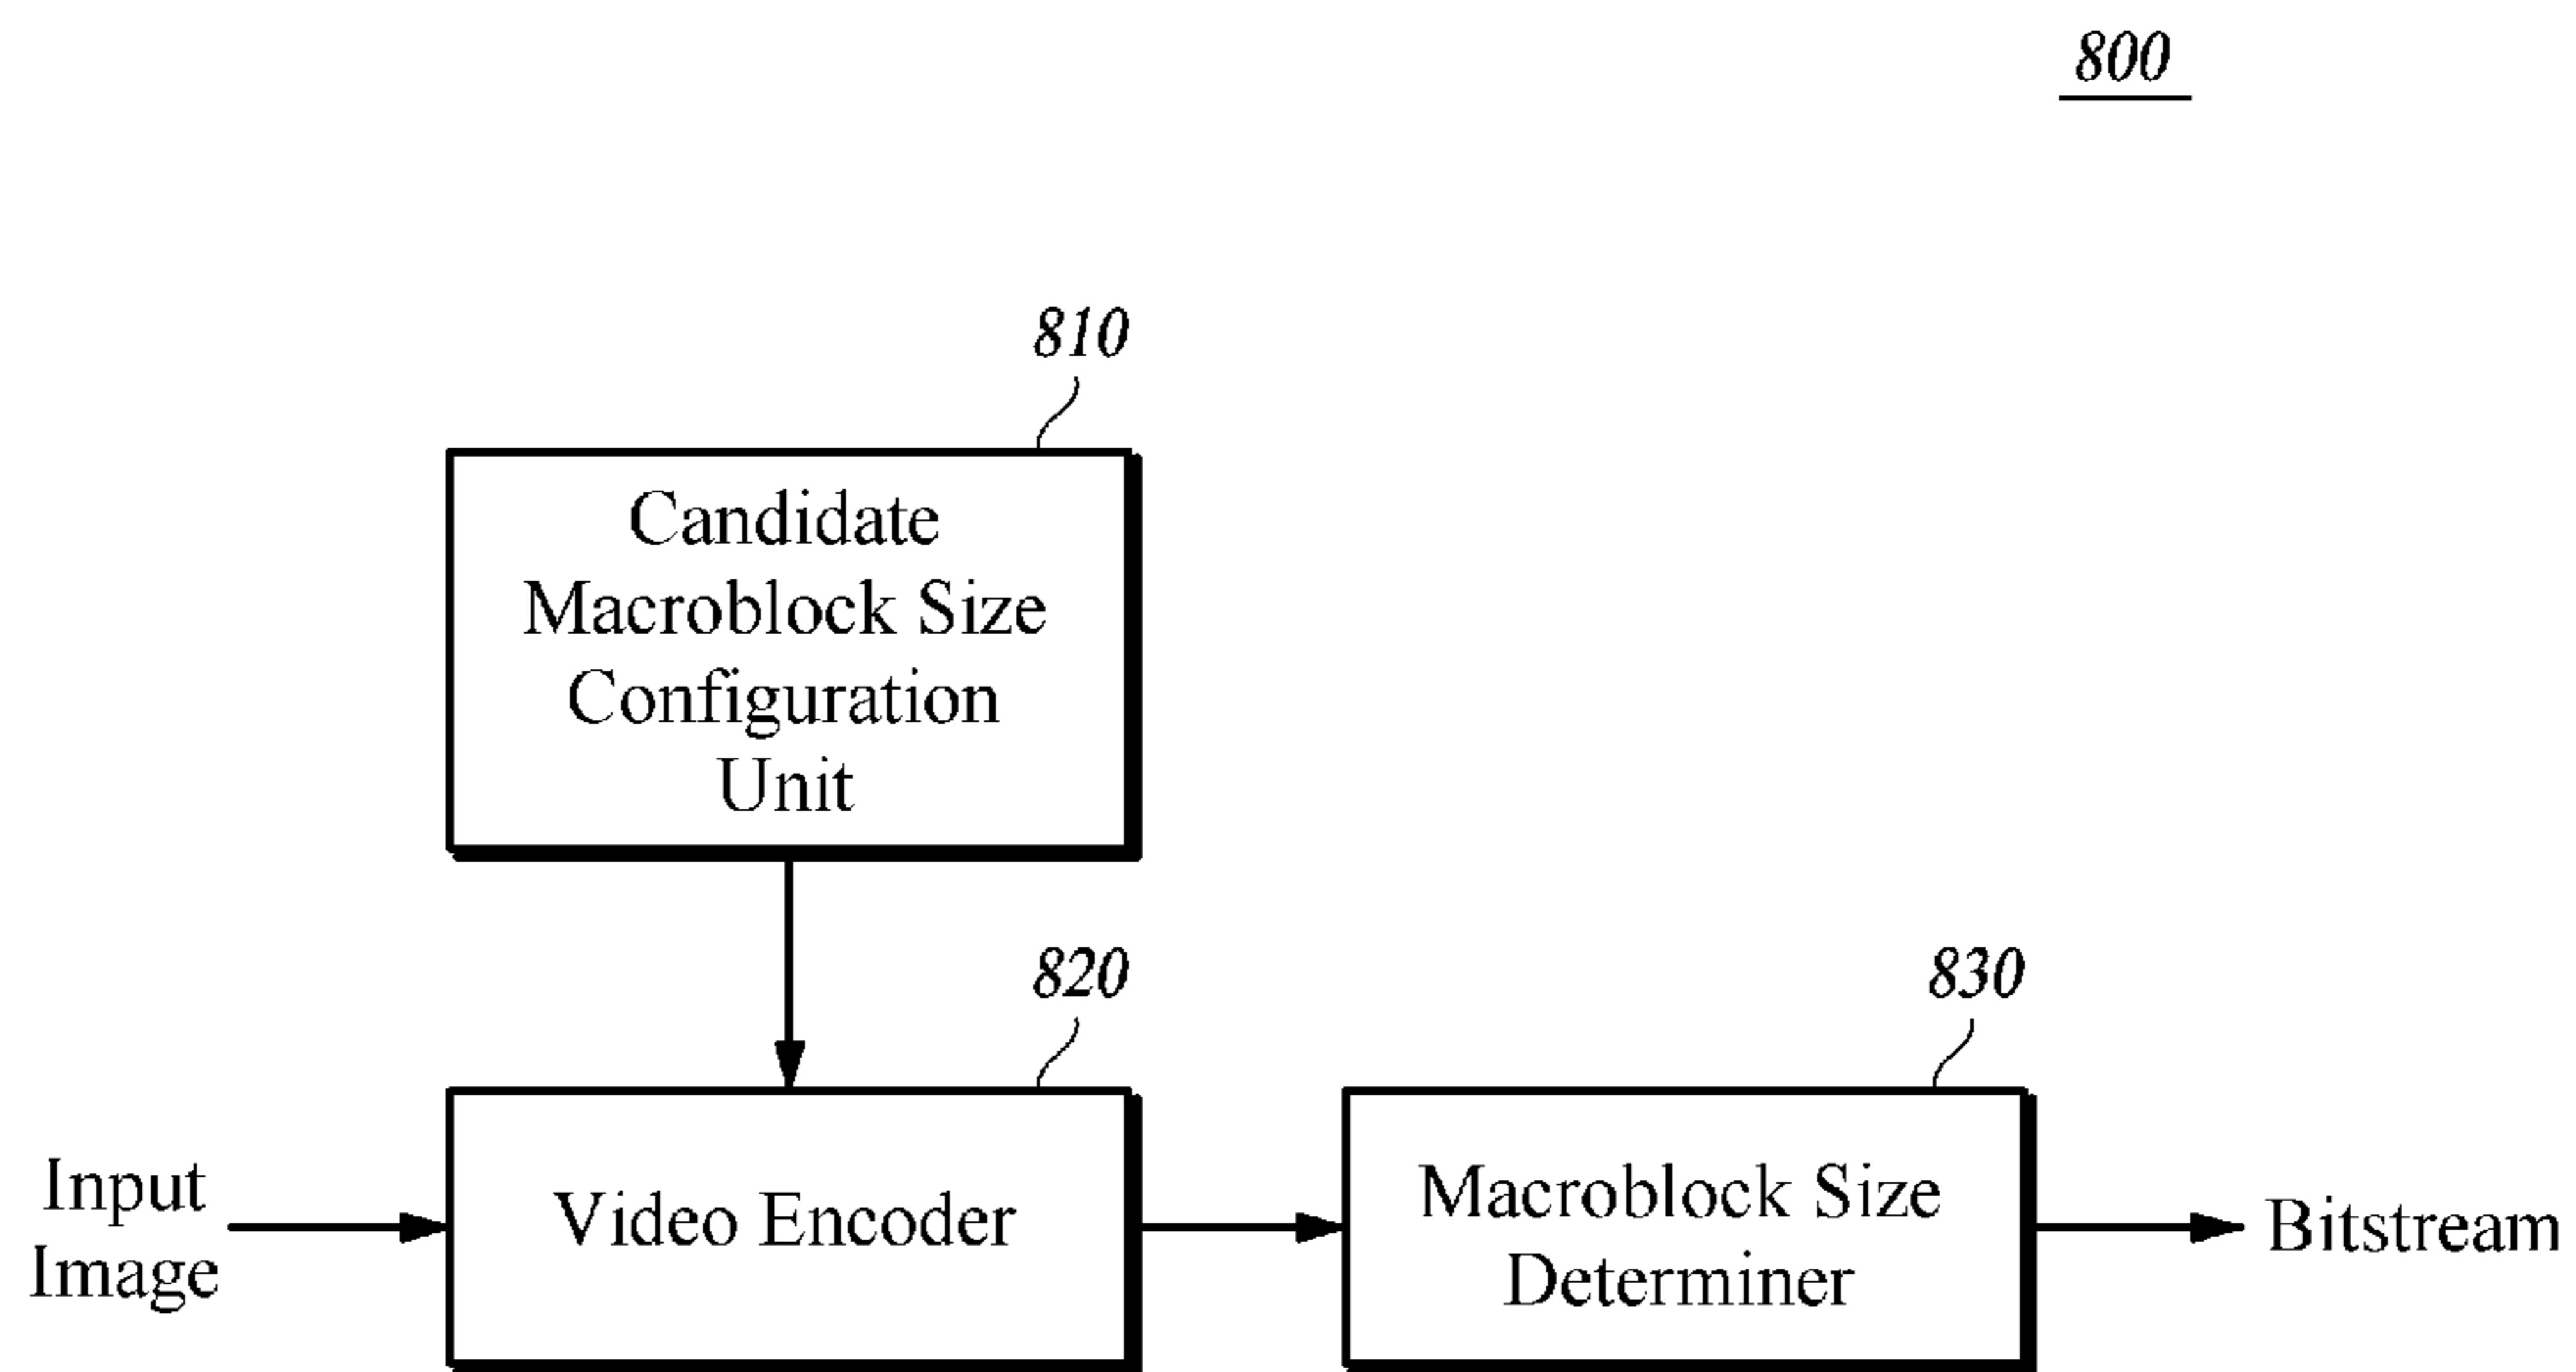 800
810
Candidate
Macroblock Size
Configuration
Unit
820
830
Input
Image
Video Encoder
Macroblock Size
Determiner
Bitstream